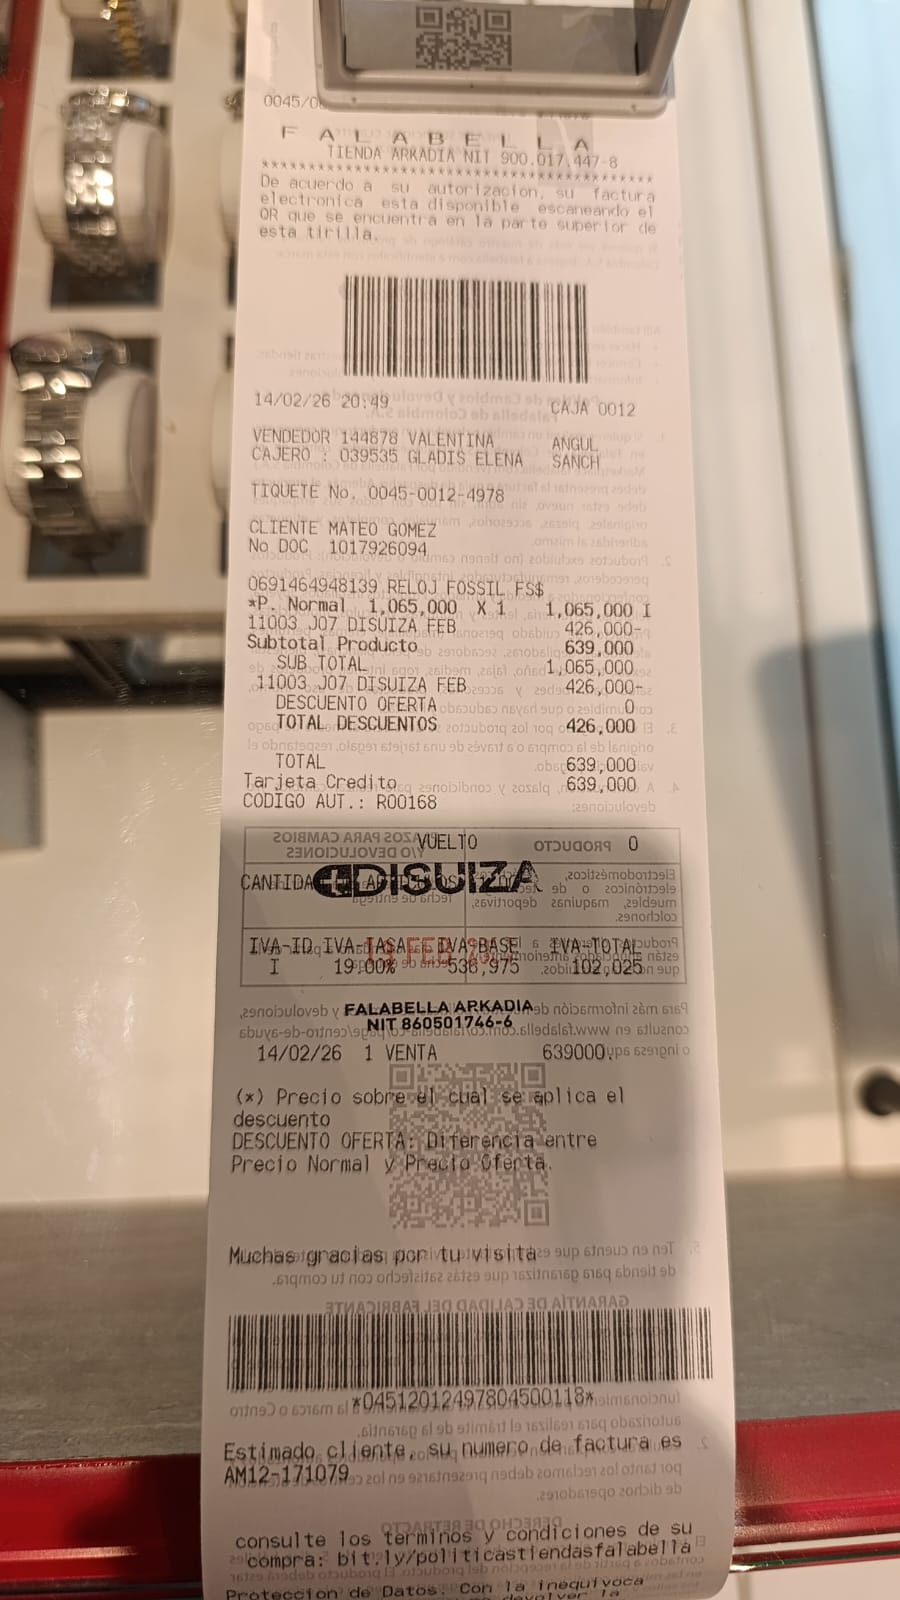 0045/0
F A L A B E L L A
TIENDA ARKADIA NIT 900.017.447-8
****************************************
De acuerdo a su autorizacion, su factura
electronica esta disponible escaneando el
QR que se encuentra en la parte superior de
esta tirilla.
14/02/26 20:49 CAJA 0012
VENDEDOR 144878 VALENTINA ANGUL
CAJERO : 039535 GLADIS ELENA SANCH
TIQUETE No. 0045-0012-4978
CLIENTE MATEO GOMEZ
No DOC 1017926094
0691464948139 RELOJ FOSSIL FS$
*P. Normal 1,065,000 X 1 1,065,000 I
11003 J07 DISUIZA FEB 426,000-
Subtotal Producto 639,000
SUB TOTAL 1,065,000
11003 J07 DISUIZA FEB 426,000-
DESCUENTO OFERTA 0
TOTAL DESCUENTOS 426,000
TOTAL 639,000
Tarjeta Credito 639,000
CODIGO AUT.: R00168
VUELTO 0
CANTIDA
DISUIZA
IVA-ID IVA-TASA IVA-BASE IVA-TOTAL
I 19.00% 536,975 102,025
FEB
FALABELLA ARKADIA
NIT 860501746-6
14/02/26 1 VENTA 639000
(*) Precio sobre el cual se aplica el
descuento
DESCUENTO OFERTA: Diferencia entre
Precio Normal y Precio Oferta.
Muchas gracias por tu visita
*04512012497804500118*
Estimado cliente, su numero de factura es
AM12-171079
consulte los terminos y condiciones de su
compra: bit.ly/politicastiendasfalabella
Proteccion de Datos. Con la inequivoca